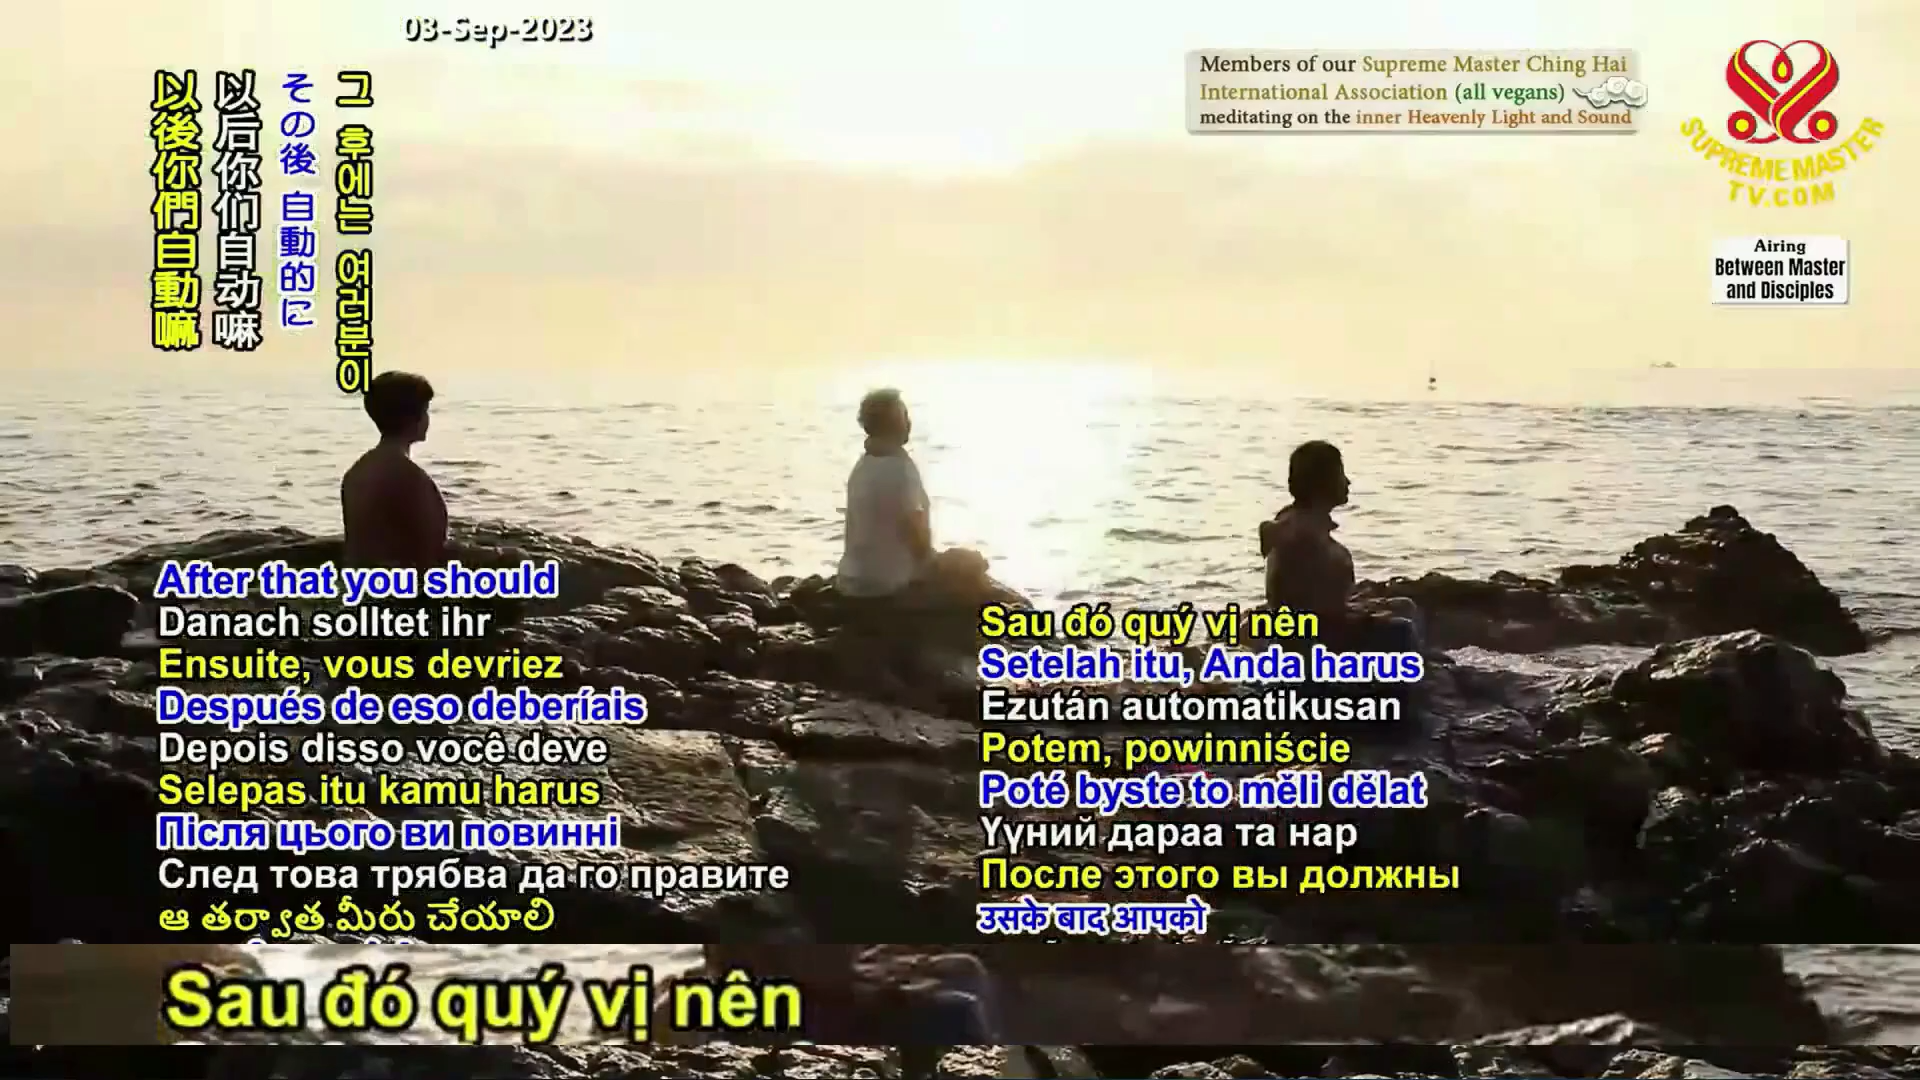 03-Sep-2023
Members of our Supreme Master Ching Hai
International Association (all vegans)
meditating on the inner Heavenly Light and Sound
SUPREME MASTER
TV.COM
Airing
Between Master
and Disciples
以後你們自動嘛
以后你们自动嘛
その後 自動的に
그 후에는 여러분이
After that you should
Danach solltet ihr
Ensuite, vous devriez
Después de eso deberíais
Depois disso você deve
Selepas itu kamu harus
Після цього ви повинні
След това трябва да го правите
ఆ తర్వాత మీరు చేయాలి
Sau đó quý vị nên
Setelah itu, Anda harus
Ezután automatikusan
Potem, powinniście
Poté byste to měli dělat
Үүний дараа та нар
После этого вы должны
उसके बाद आपको
Sau đó quý vị nên